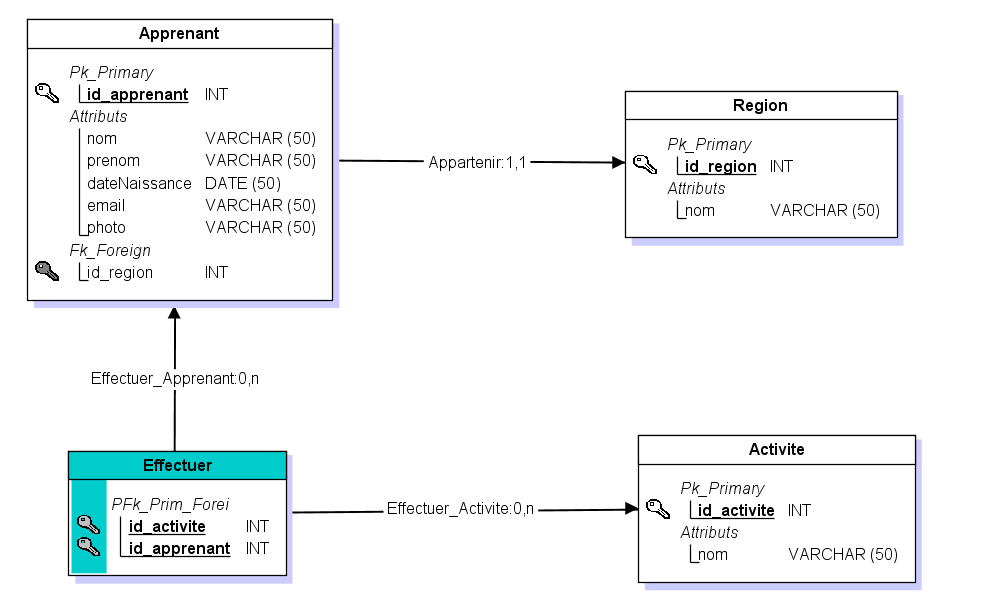 Apprenant
Pk_Primary
id_apprenant INT
Attributs
nom VARCHAR (50)
prenom VARCHAR (50)
dateNaissance DATE (50)
email VARCHAR (50)
photo VARCHAR (50)
Fk_Foreign
id_region INT
Appartenir:1,1
Region
Pk_Primary
id_region INT
Attributs
nom VARCHAR (50)
Effectuer_Apprenant:0,n
Effectuer
PFk_Prim_Forei
id_activite INT
id_apprenant INT
Effectuer_Activite:0,n
Activite
Pk_Primary
id_activite INT
Attributs
nom VARCHAR (50)